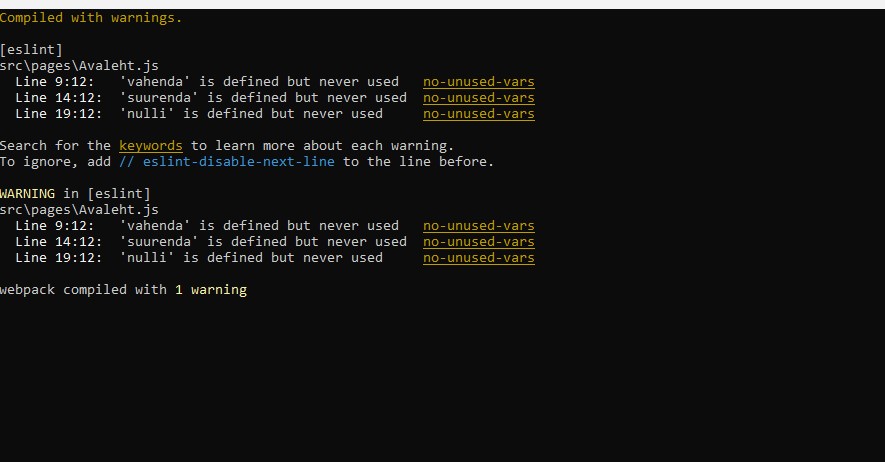 Compiled with warnings.
[eslint]
src\pages\Avaleht.js
Line 9:12: 'vahenda' is defined but never used no-unused-vars
Line 14:12: 'suurenda' is defined but never used no-unused-vars
Line 19:12: 'nulli' is defined but never used no-unused-vars
Search for the keywords to learn more about each warning.
To ignore, add // eslint-disable-next-line to the line before.
WARNING in [eslint]
src\pages\Avaleht.js
Line 9:12: 'vahenda' is defined but never used no-unused-vars
Line 14:12: 'suurenda' is defined but never used no-unused-vars
Line 19:12: 'nulli' is defined but never used no-unused-vars
webpack compiled with 1 warning